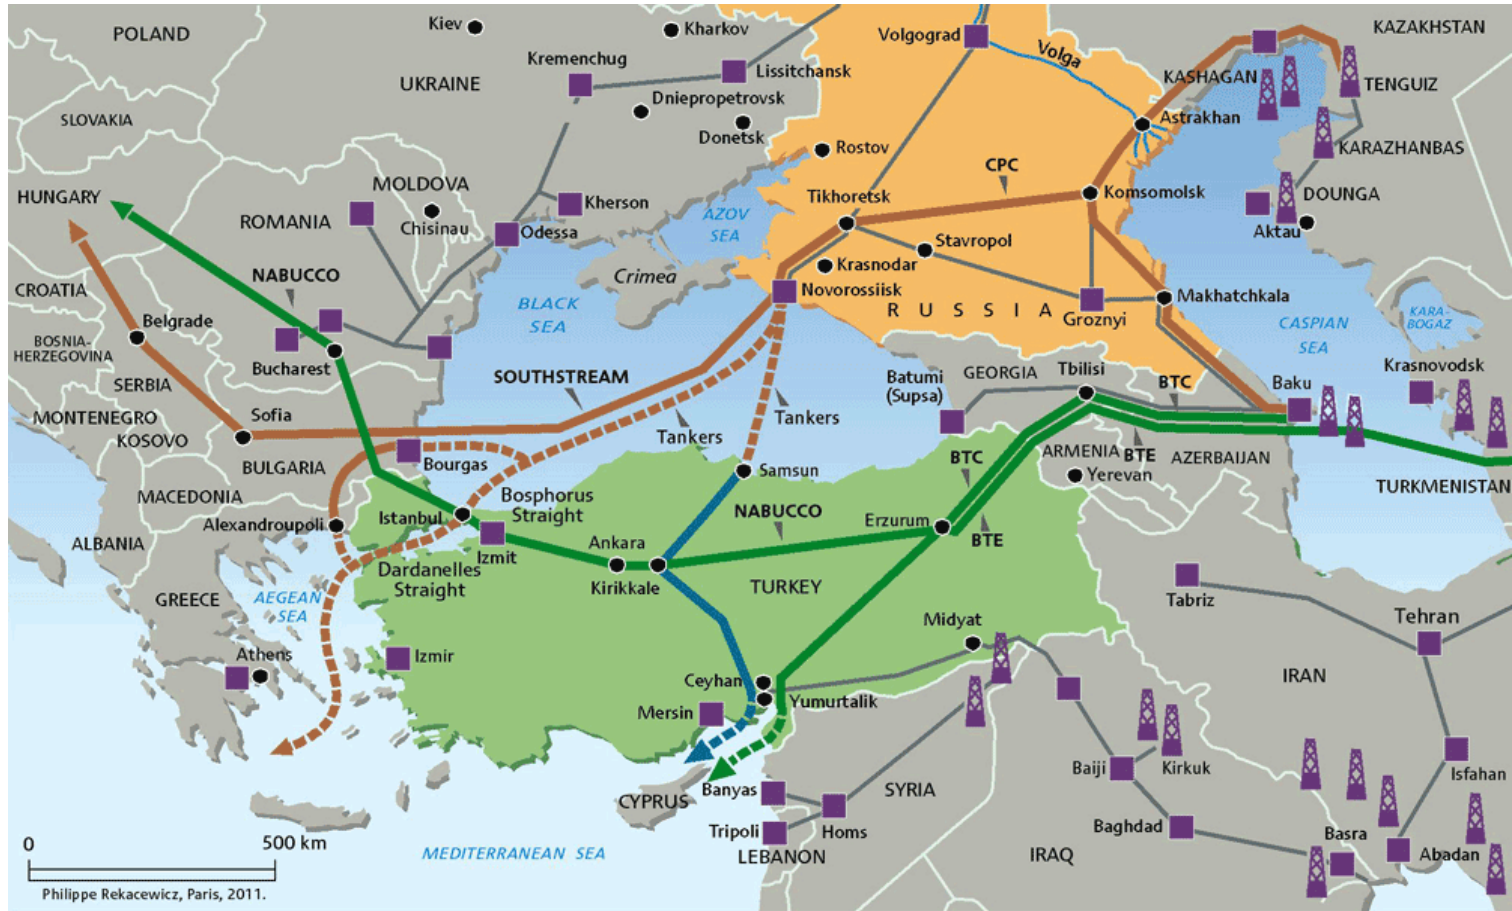 POLAND
Kiev
Kharkov
Volgograd
Volga
KAZAKHSTAN
Kremenchug
Lissitchansk
KASHAGAN
TENGUIZ
UKRAINE
Dniepropetrovsk
SLOVAKIA
Donetsk
Astrakhan
Rostov
KARAZHANBAS
CPC
MOLDOVA
HUNGARY
Tikhoretsk
Komsomolsk
DOUNGA
ROMANIA
Kherson
Chisinau
Odessa
AZOV
SEA
Aktau
Stavropol
NABUCCO
Crimea
Krasnodar
CROATIA
Novorossiisk
Makhatchkala
BLACK
SEA
RUSSIA
Groznyi
KARA-
BOGAZ
CASPIAN
SEA
Belgrade
BOSNIA-
HERZEGOVINA
Bucharest
SERBIA
SOUTHSTREAM
Batumi
(Supsa)
GEORGIA
Tbilisi
BTC
Baku
Krasnovodsk
MONTENEGRO
Sofia
KOSOVO
Tankers
Tankers
BULGARIA
Bourgas
Samsun
BTC
ARMENIA
BTE
AZERBAIJAN
Yerevan
TURKMENISTAN
MACEDONIA
Bosphorus
Straight
NABUCCO
Alexandroupoli
Istanbul
Erzurum
ALBANIA
Izmit
Ankara
BTE
Dardanelles
Straight
Kirikkale
TURKEY
GREECE
AEGEAN
SEA
Tabriz
Tehran
Midyat
Athens
Izmir
Ceyhan
IRAN
Mersin
Yumurtalik
Baiji
Kirkuk
Isfahan
CYPRUS
Banyas
SYRIA
Tripoli
Homs
Baghdad
Basra
Abadan
LEBANON
IRAQ
MEDITERRANEAN SEA
0
500 km
Philippe Rekacewicz, Paris, 2011.